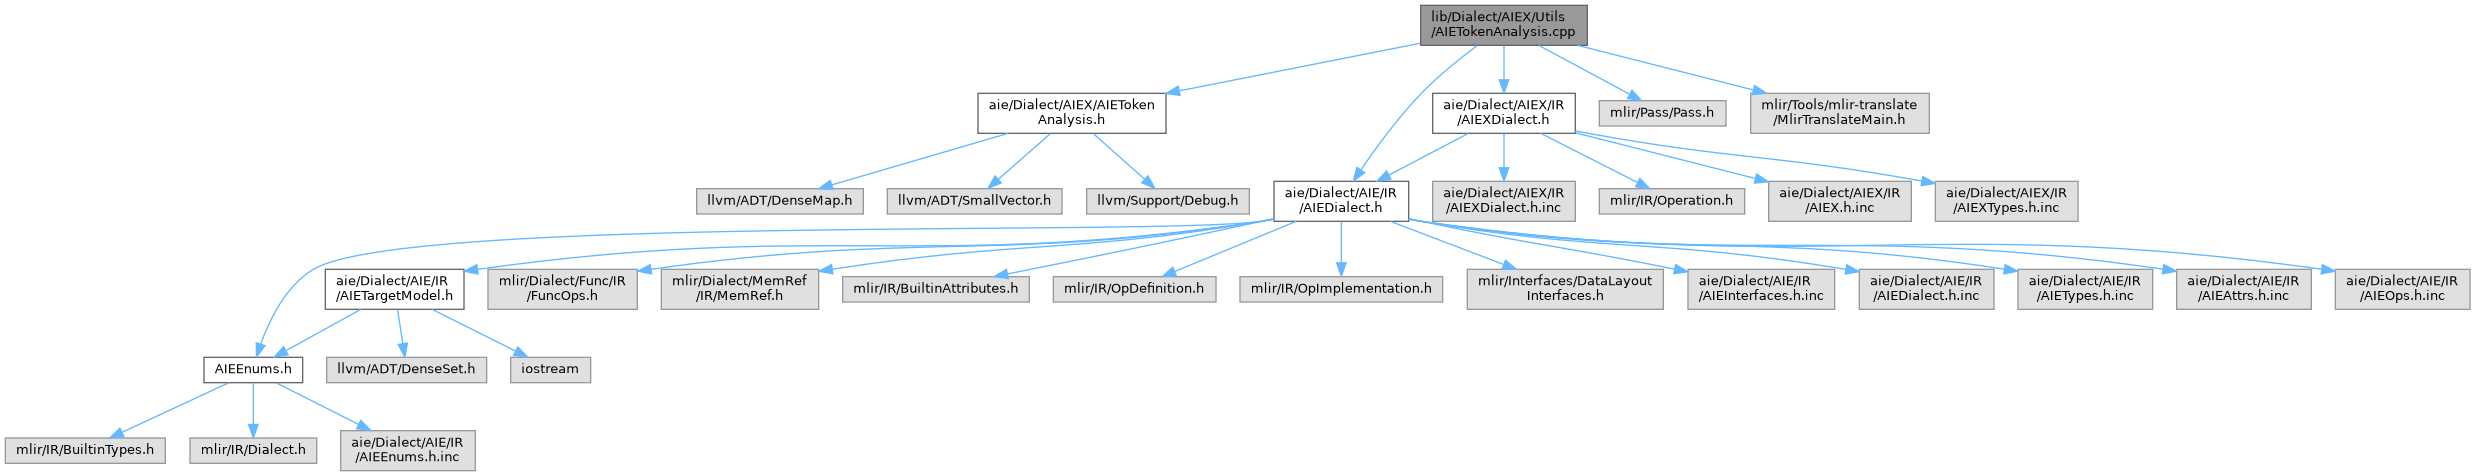 lib/Dialect/AIEX/Utils
/AIETokenAnalysis.cpp
aie/Dialect/AIEX/AIEToken
Analysis.h
aie/Dialect/AIEX/IR
/AIEXDialect.h
mlir/Pass/Pass.h
mlir/Tools/mlir-translate
/MlirTranslateMain.h
llvm/ADT/DenseMap.h
llvm/ADT/SmallVector.h
llvm/Support/Debug.h
aie/Dialect/AIE/IR
/AIEDialect.h
aie/Dialect/AIEX/IR
/AIEXDialect.h.inc
mlir/IR/Operation.h
aie/Dialect/AIEX/IR
/AIEX.h.inc
aie/Dialect/AIEX/IR
/AIEXTypes.h.inc
aie/Dialect/AIE/IR
/AIETargetModel.h
mlir/Dialect/Func/IR
/FuncOps.h
mlir/Dialect/MemRef
/IR/MemRef.h
mlir/IR/BuiltinAttributes.h
mlir/IR/OpDefinition.h
mlir/IR/OpImplementation.h
mlir/Interfaces/DataLayout
Interfaces.h
aie/Dialect/AIE/IR
/AIEInterfaces.h.inc
aie/Dialect/AIE/IR
/AIEDialect.h.inc
aie/Dialect/AIE/IR
/AIETypes.h.inc
aie/Dialect/AIE/IR
/AIEAttrs.h.inc
aie/Dialect/AIE/IR
/AIEOps.h.inc
AIEEnums.h
llvm/ADT/DenseSet.h
iostream
mlir/IR/BuiltinTypes.h
mlir/IR/Dialect.h
aie/Dialect/AIE/IR
/AIEEnums.h.inc